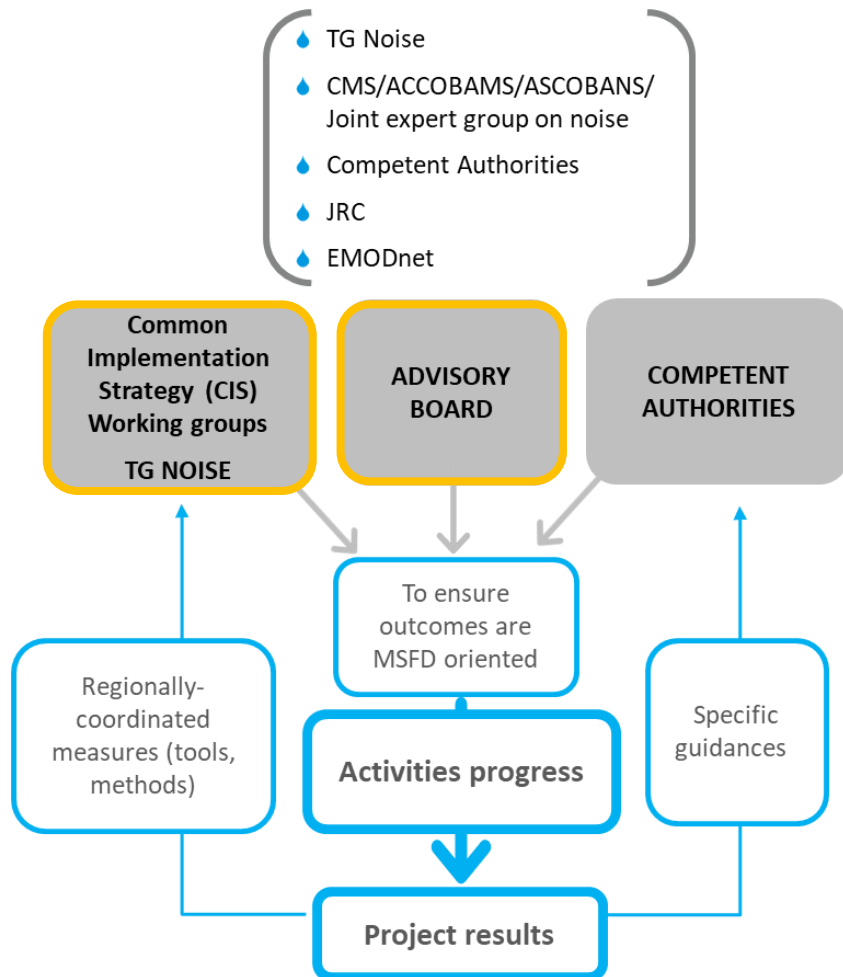 TG Noise
CMS/ACCOBAMS/ASCOBANS/
Joint expert group on noise
Competent Authorities
JRC
EMODnet
Common
Implementation
Strategy (CIS)
Working groups
TG NOISE
ADVISORY
BOARD
COMPETENT
AUTHORITIES
To ensure
outcomes are
MSFD oriented
Regionally-
coordinated
measures (tools,
methods)
Activities progress
Specific
guidances
Project results